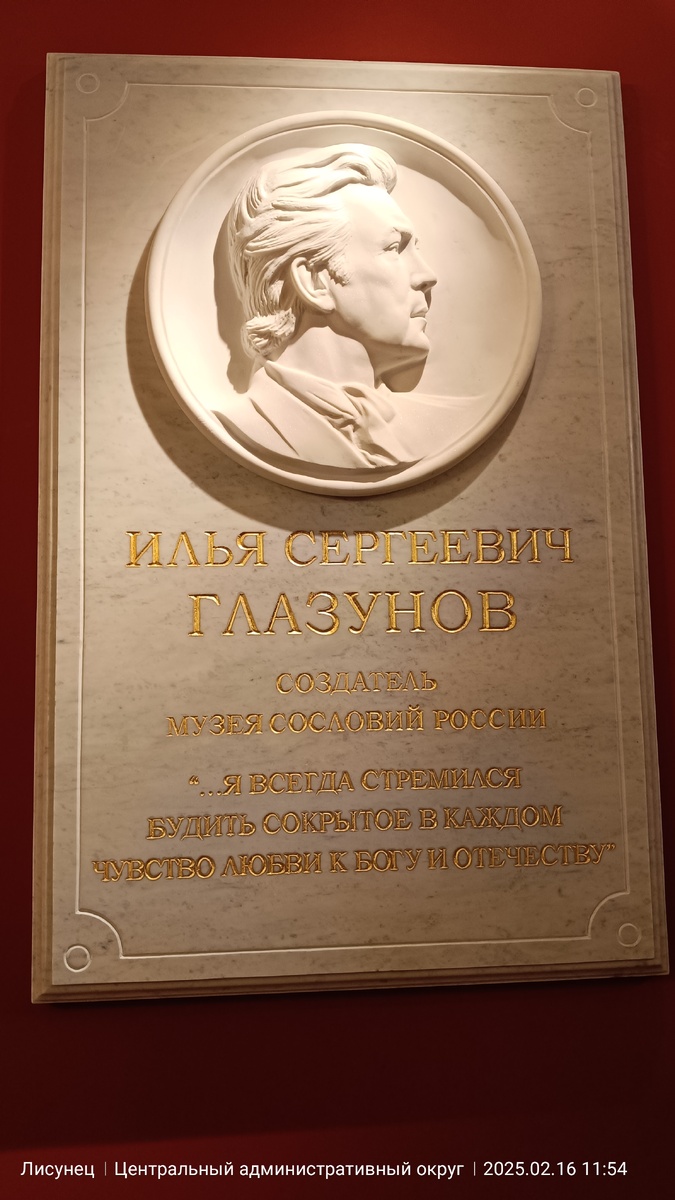 ИЛЬЯ СЕРГЕЕВИЧ
ГЛАЗУНОВ
СОЗДАТЕЛЬ
МУЗЕЯ СОСЛОВИЙ РОССИИ
“...Я ВСЕГДА СТРЕМИЛСЯ
БУДИТЬ СОКРЫТОЕ В КАЖДОМ
ЧУВСТВО ЛЮБВИ К БОГУ И ОТЕЧЕСТВУ”
Лисунец | Центральный административный округ | 2025.02.16 11:54